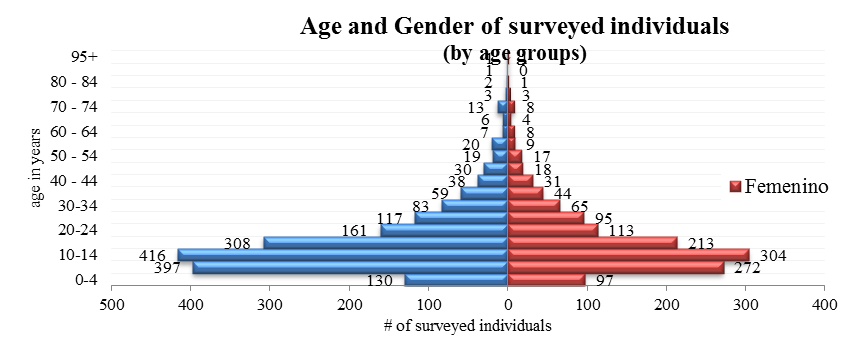 Age and Gender of surveyed individuals
(by age groups)
age in years
95+
1 0
80 - 84 2 1
3 3
70 - 74 13 8
6 4
60 - 64 7 8
20 9
50 - 54 19 17
30 18
40 - 44 38 31
59 44
30-34 83 65
117 95
20-24 161 113
308 213
10-14 416 304
397 272
0-4 130 97
Femenino
500 400 300 200 100 0 100 200 300 400
# of surveyed individuals